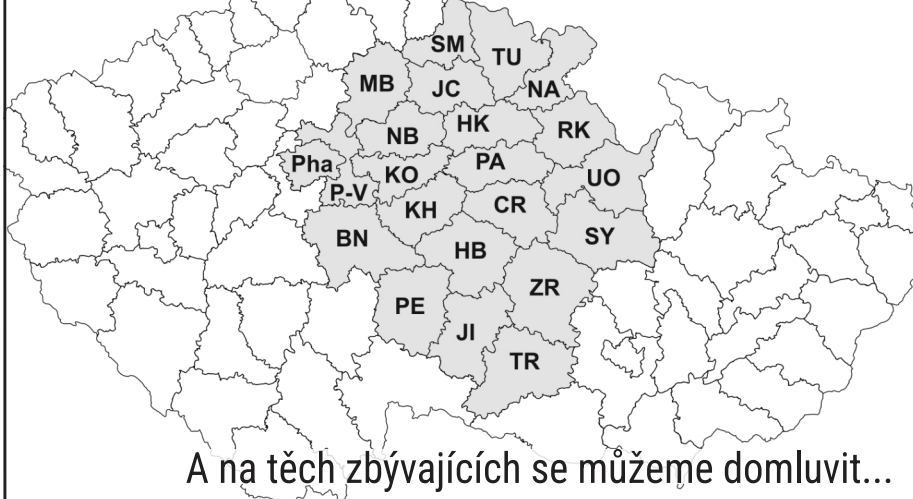 SM
TU
MB
JC
NA
HK
NB
RK
Pha
PA
KO
UO
P-V
KH
CR
BN
SY
HB
ZR
PE
JI
TR
A na těch zbývajících se můžeme domluvit...